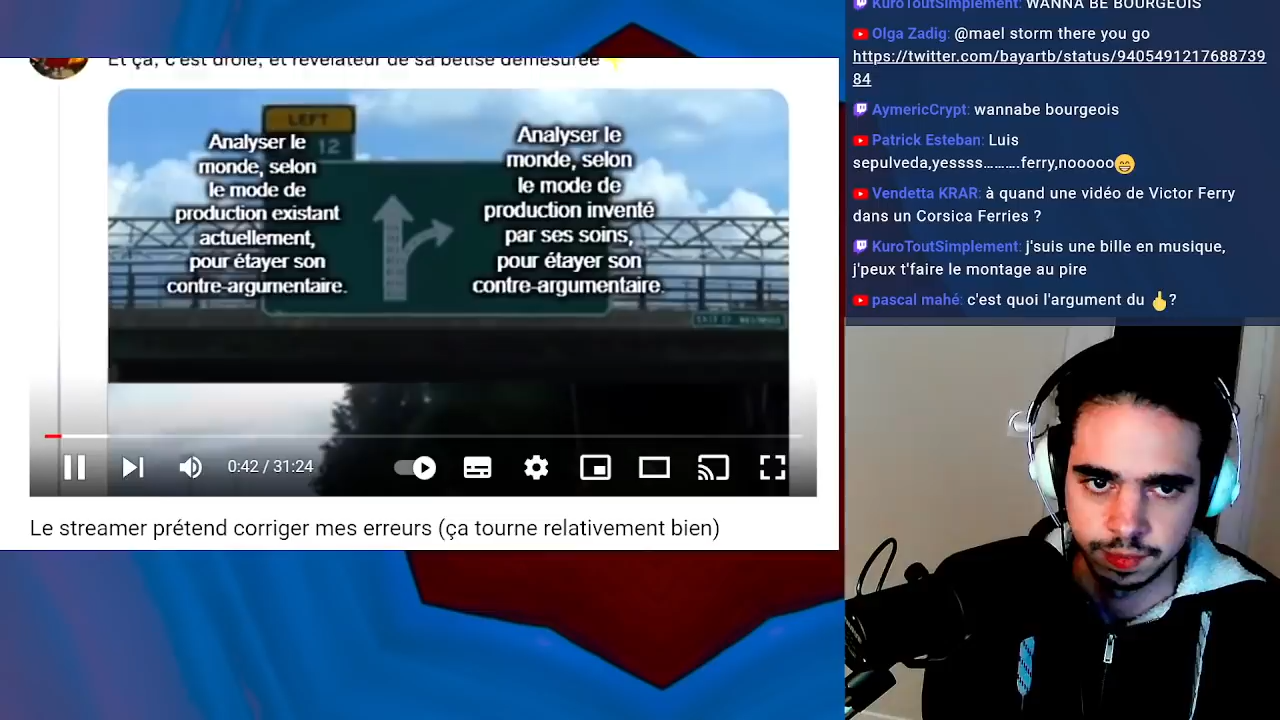 Et ça, c'est drôle, et révélateur de sa bêtise démesurée
LEFT
12
Analyser le
monde, selon
le mode de
production existant
actuellement,
pour étayer son
contre-argumentaire.
Analyser le
monde, selon
le mode de
production inventé
par ses soins,
pour étayer son
contre-argumentaire.
0:42 / 31:24
Le streamer prétend corriger mes erreurs (ça tourne relativement bien)
KuroToutSimplement: WANNA BE BOURGEOIS
Olga Zadig: @mael storm there you go
https://twitter.com/bayartb/status/9405491217688739
84
AymericCrypt: wannabe bourgeois
Patrick Esteban: Luis
sepulveda,yessss……...ferry,nooooo😄
Vendetta KRAR: à quand une vidéo de Victor Ferry
dans un Corsica Ferries ?
KuroToutSimplement: j'suis une bille en musique,
j'peux t'faire le montage au pire
pascal mahé: c'est quoi l'argument du 🖕?